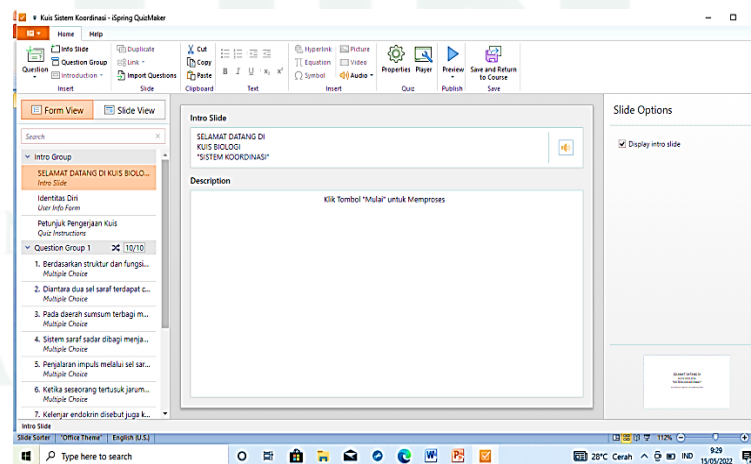 Kuis Sistem Koordinasi - iSpring QuizMaker
Home Help
Info Slide
Question Group
Introduction
Question
Insert
Duplicate
Link
Import Questions
Slide
Cut
Copy
Paste
Clipboard
B I U x₂ x²
Text
Hyperlink
Equation
Symbol
Picture
Video
Audio
Insert
Properties Player
Quiz
Preview
Publish
Save and Return
to Course
Save
Form View
Slide View
Search
Intro Group
SELAMAT DATANG DI KUIS BIOLO...
Intro Slide
Identitas Diri
User Info Form
Petunjuk Pengerjaan Kuis
Quiz Instructions
Question Group 1 10/10
1. Berdasarkan struktur dan fungsi...
Multiple Choice
2. Diantara dua sel saraf terdapat c...
Multiple Choice
3. Pada daerah sumsum terbagi m...
Multiple Choice
4. Sistem saraf sadar dibagi menja...
Multiple Choice
5. Penjalaran impuls melalui sel sar...
Multiple Choice
6. Ketika seseorang tertusuk jarum...
Multiple Choice
7. Kelenjar endokrin disebut juga k...
Intro Slide
SELAMAT DATANG DI
KUIS BIOLOGI
"SISTEM KOORDINASI"
Description
Klik Tombol "Mulai" untuk Memproses
Slide Options
Display intro slide
Intro Slide
Slide Sorter "Office Theme" English (U.S.)
112%
Type here to search
28°C Cerah
IND
9:29
15/05/2022